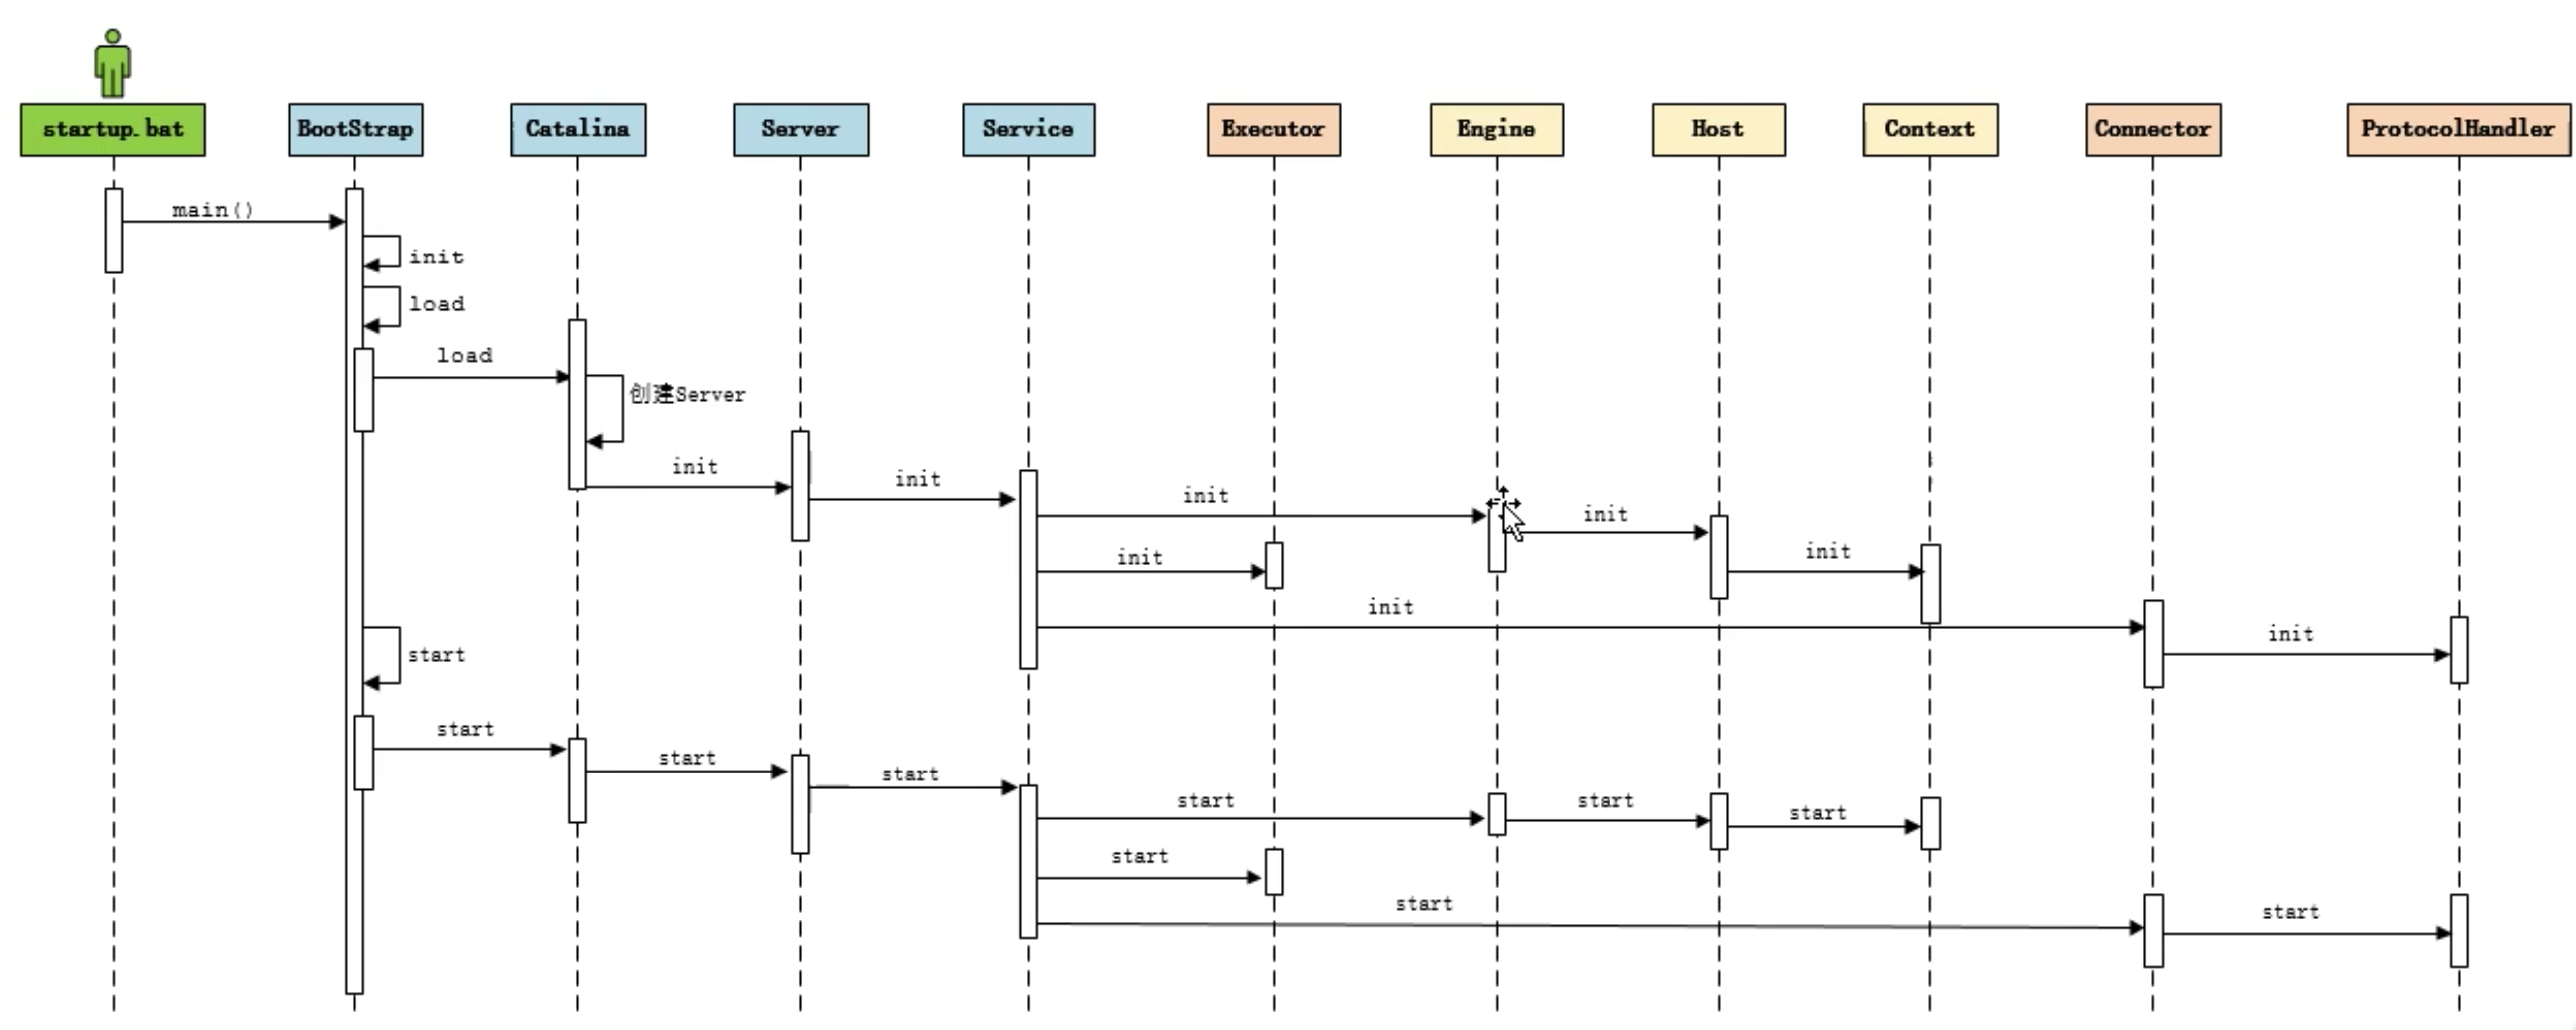 startup.bat
BootStrap
Catalina
Server
Service
Executor
Engine
Host
Context
Connector
ProtocolHandler
main()
init
load
load
创建Server
init
init
init
init
init
init
init
init
start
start
start
start
start
start
start
start
start
start